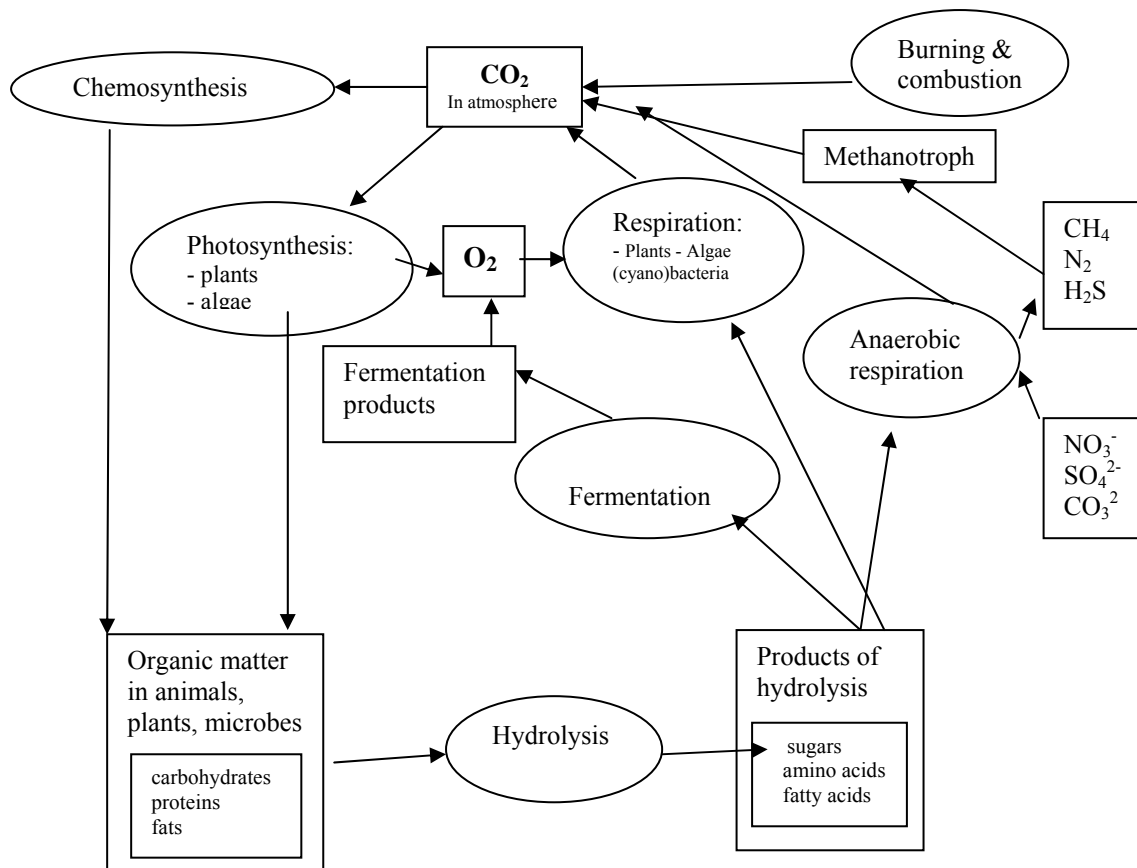 Chemosynthesis
CO₂
In atmosphere
Burning &
combustion
Methanotroph
Photosynthesis:
- plants
- algae
O₂
Respiration:
- Plants - Algae
(cyano)bacteria
CH₄
N₂
H₂S
Fermentation
products
Anaerobic
respiration
Fermentation
NO₃⁻
SO₄²⁻
CO₃²
Organic matter
in animals,
plants, microbes
carbohydrates
proteins
fats
Hydrolysis
Products of
hydrolysis
sugars
amino acids
fatty acids